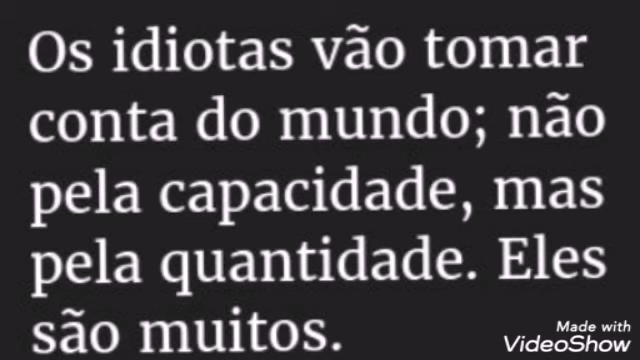 Os idiotas vão tomar
conta do mundo; não
pela capacidade, mas
pela quantidade. Eles
são muitos.
Made with
VideoShow